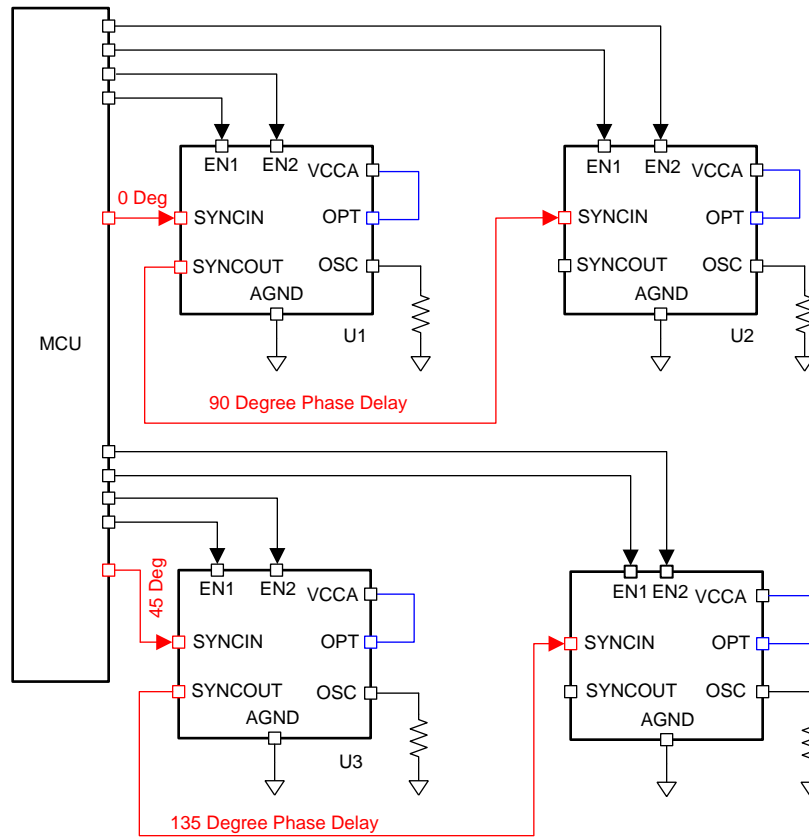 EN1
EN2
VCCA
0 Deg
SYNCIN
OPT
SYNCOUT
OSC
AGND
U1
EN1
EN2
VCCA
SYNCIN
OPT
SYNCOUT
OSC
AGND
U2
MCU
90 Degree Phase Delay
EN1
EN2
VCCA
45 Deg
SYNCIN
OPT
SYNCOUT
OSC
AGND
U3
EN1 EN2
VCCA
SYNCIN
OPT
SYNCOUT
OSC
AGND
135 Degree Phase Delay